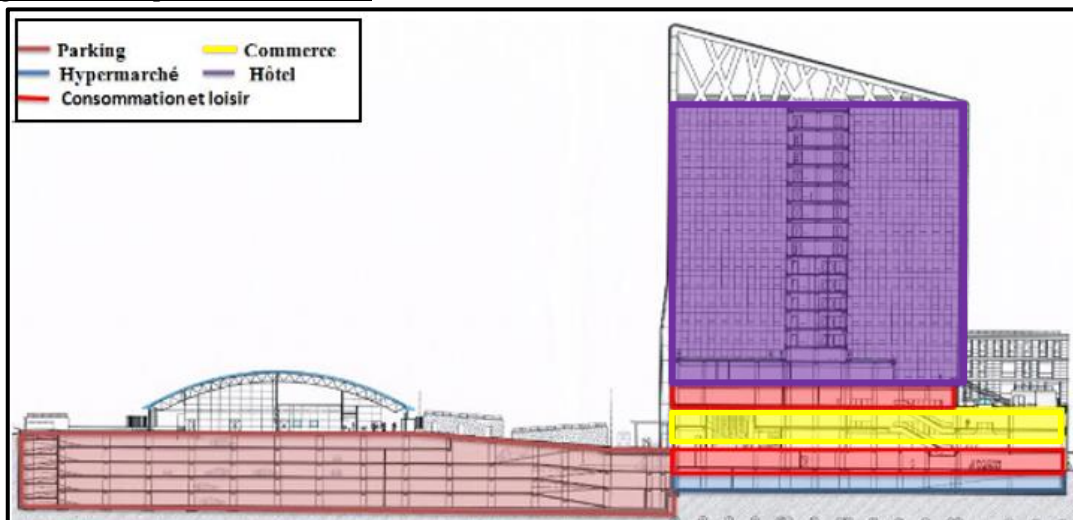 Parking
Commerce
Hypermarché
Hôtel
Consommation et loisir